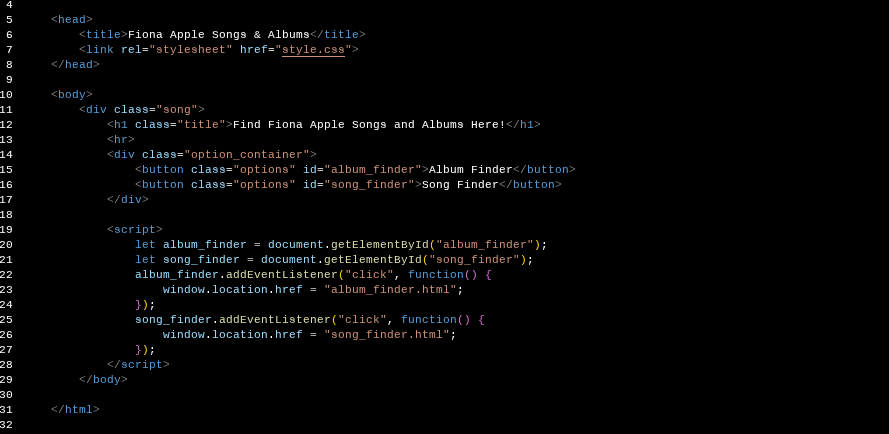 4
5 <head>
6 <title>Fiona Apple Songs & Albums</title>
7 <link rel="stylesheet" href="style.css">
8 </head>
9
10 <body>
11 <div class="song">
12 <h1 class="title">Find Fiona Apple Songs and Albums Here!</h1>
13 <hr>
14 <div class="option_container">
15 <button class="options" id="album_finder">Album Finder</button>
16 <button class="options" id="song_finder">Song Finder</button>
17 </div>
18
19 <script>
20 let album_finder = document.getElementById("album_finder");
21 let song_finder = document.getElementById("song_finder");
22 album_finder.addEventListener("click", function() {
23 window.location.href = "album_finder.html";
24 });
25 song_finder.addEventListener("click", function() {
26 window.location.href = "song_finder.html";
27 });
28 </script>
29 </body>
30
31 </html>
32